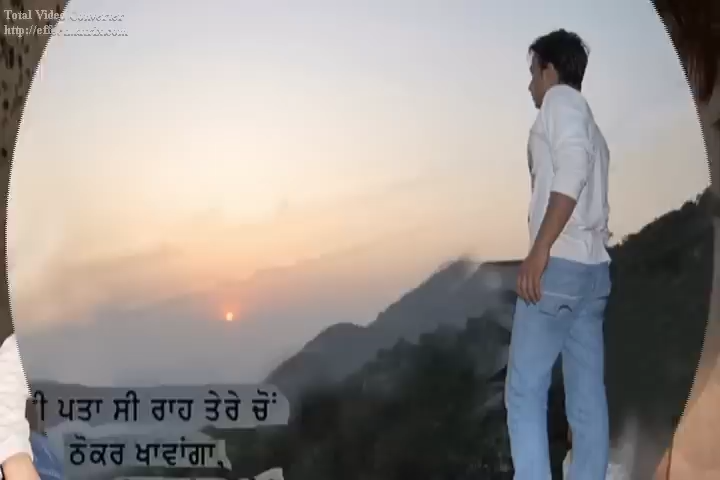 Total Video Converter
ੀ ਪਤਾ ਸੀ ਰਾਹ ਤੇਰੇ ਚੋਂ
ਠੋਕਰ ਖਾਵਾਂਗਾ,